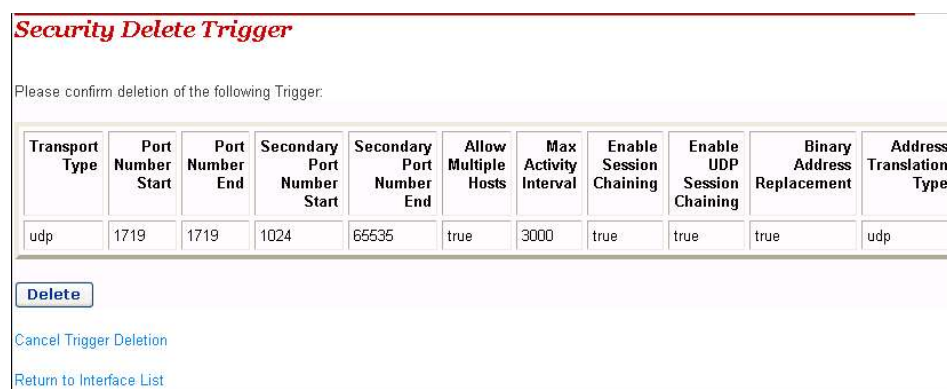 Security Delete Trigger
Please confirm deletion of the following Trigger:
Transport Type Port Number Start Port Number End Secondary Port Number Start Secondary Port Number End Allow Multiple Hosts Max Activity Interval Enable Session Chaining Enable UDP Session Chaining Binary Address Replacement Address Translation Type
udp 1719 1719 1024 65535 true 3000 true true true udp
Delete
Cancel Trigger Deletion
Return to Interface List